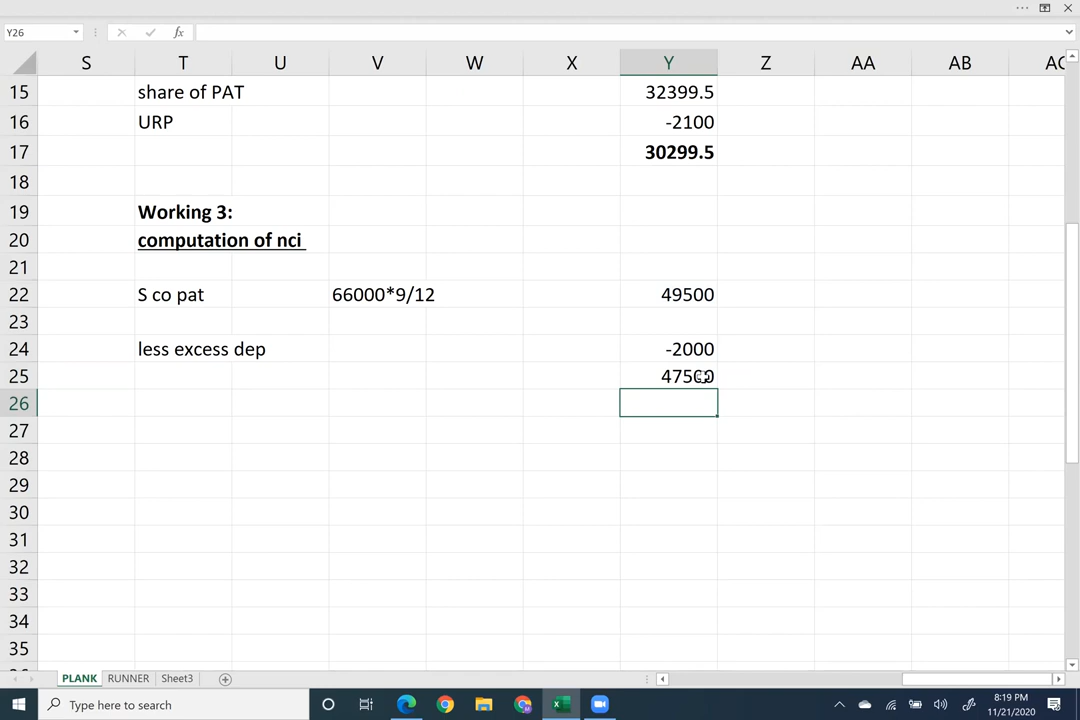 Y26
fx
S T U V W X Y Z AA AB AC
15 share of PAT 32399.5
16 URP -2100
17 30299.5
18
19 Working 3:
20 computation of nci
21
22 S co pat 66000*9/12 49500
23
24 less excess dep -2000
25 47500
26
27
28
29
30
31
32
33
34
35
PLANK RUNNER Sheet3
Type here to search
8:19 PM
11/21/2020